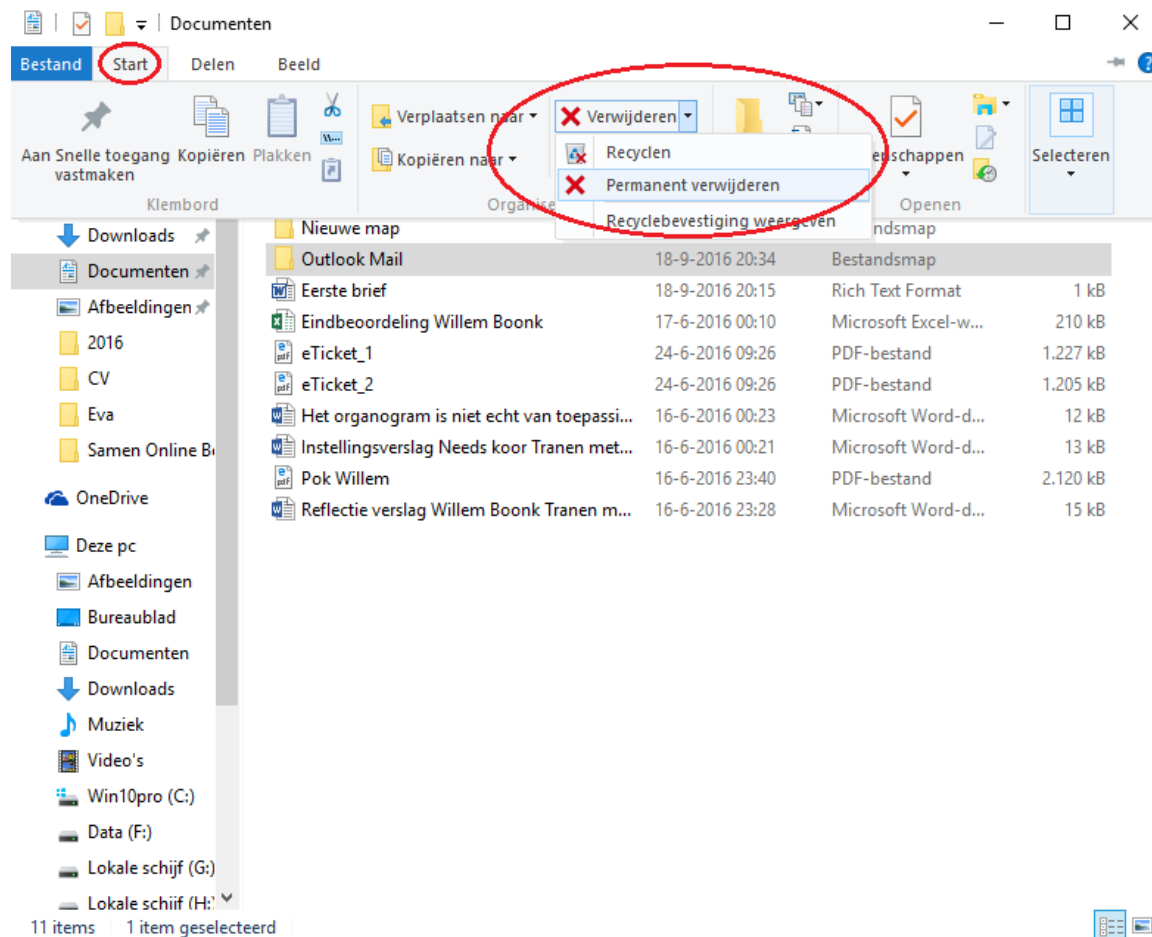 Documenten
Bestand Start Delen Beeld
Verplaatsen naar Verwijderen
Aan Snelle toegang vastmaken Kopiëren Plakken Kopiëren naar Recyclen enschappen Selecteren
Permanent verwijderen
Klembord Organise Recyclebevestiging weergeven Openen
Downloads Nieuwe map ndsmap
Documenten Outlook Mail 18-9-2016 20:34 Bestandsmap
Afbeeldingen Eerste brief 18-9-2016 20:15 Rich Text Format 1 kB
2016 Eindbeoordeling Willem Boonk 17-6-2016 00:10 Microsoft Excel-w... 210 kB
eTicket_1 24-6-2016 09:26 PDF-bestand 1.227 kB
CV eTicket_2 24-6-2016 09:26 PDF-bestand 1.205 kB
Eva Het organogram is niet echt van toepassi... 16-6-2016 00:23 Microsoft Word-d... 12 kB
Samen Online Be Instellingsverslag Needs koor Tranen met... 16-6-2016 00:21 Microsoft Word-d... 13 kB
Pok Willem 16-6-2016 23:40 PDF-bestand 2.120 kB
OneDrive Reflectie verslag Willem Boonk Tranen m... 16-6-2016 23:28 Microsoft Word-d... 15 kB
Deze pc
Afbeeldingen
Bureaublad
Documenten
Downloads
Muziek
Video's
Win10pro (C:)
Data (F:)
Lokale schijf (G:)
Lokale schijf (H:)
11 items 1 item geselecteerd